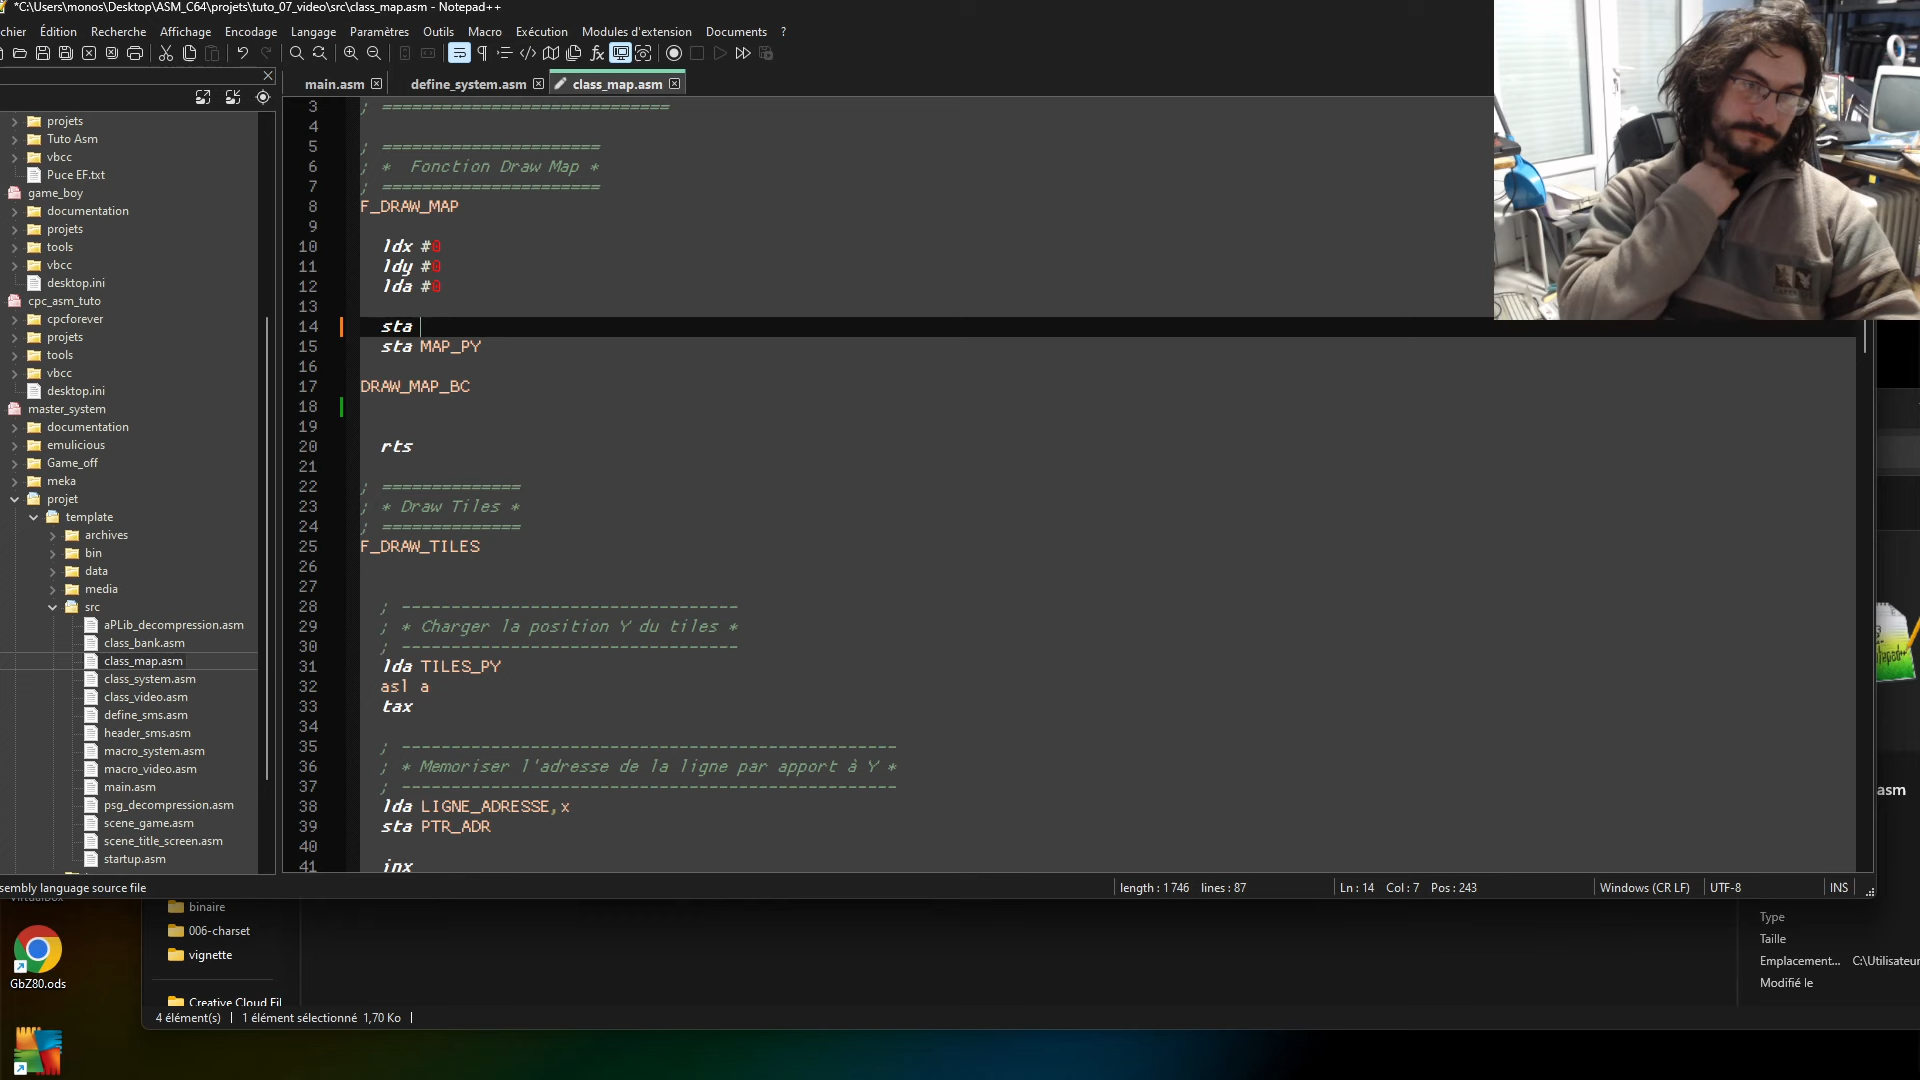 *C:\Users\monos\Desktop\ASM_C64\projets\tuto_07_video\src\class_map.asm - Notepad++
chier Édition Recherche Affichage Encodage Langage Paramètres Outils Macro Exécution Modules d'extension Documents ?
main.asm define_system.asm class_map.asm
projets
Tuto Asm
vbcc
Puce EF.txt
game_boy
documentation
projets
tools
vbcc
desktop.ini
cpc_asm_tuto
cpcforever
projets
tools
vbcc
desktop.ini
master_system
documentation
emulicious
Game_off
meka
projet
template
archives
bin
data
media
src
aPLib_decompression.asm
class_bank.asm
class_map.asm
class_system.asm
class_video.asm
define_sms.asm
header_sms.asm
macro_system.asm
macro_video.asm
main.asm
psg_decompression.asm
scene_game.asm
scene_title_screen.asm
startup.asm
3 ; =============================
4
5 ; ======================
6 ; *  Fonction Draw Map *
7 ; ======================
8 F_DRAW_MAP
9
10 ldx #0
11 ldy #0
12 lda #0
13
14 sta
15 sta MAP_PY
16
17 DRAW_MAP_BC
18
19
20 rts
21
22 ; ==============
23 ; * Draw Tiles *
24 ; ==============
25 F_DRAW_TILES
26
27
28 ; ----------------------------------
29 ; * Charger la position Y du tiles *
30 ; ----------------------------------
31 lda TILES_PY
32 asl a
33 tax
34
35 ; --------------------------------------------------
36 ; * Memoriser l'adresse de la ligne par apport à Y *
37 ; --------------------------------------------------
38 lda LIGNE_ADRESSE,x
39 sta PTR_ADR
40
41 inx
sembly language source file length : 1 746 lines : 87 Ln : 14 Col : 7 Pos : 243 Windows (CR LF) UTF-8 INS
asm
binaire
006-charset
vignette
Creative Cloud Fil
4 élément(s) 1 élément sélectionné 1,70 Ko
Type
Taille
Emplacement... C:\Utilisateur
Modifié le
GbZ80.ods